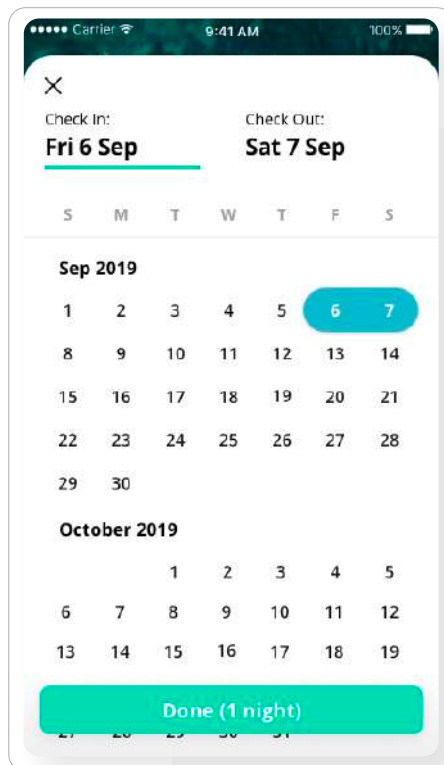 Carrier 9:41 AM 100%
Check In: Check Out:
Fri 6 Sep Sat 7 Sep
S M T W T F S
Sep 2019
1 2 3 4 5 6 7
8 9 10 11 12 13 14
15 16 17 18 19 20 21
22 23 24 25 26 27 28
29 30
October 2019
1 2 3 4 5
6 7 8 9 10 11 12
13 14 15 16 17 18 19
Done (1 night)